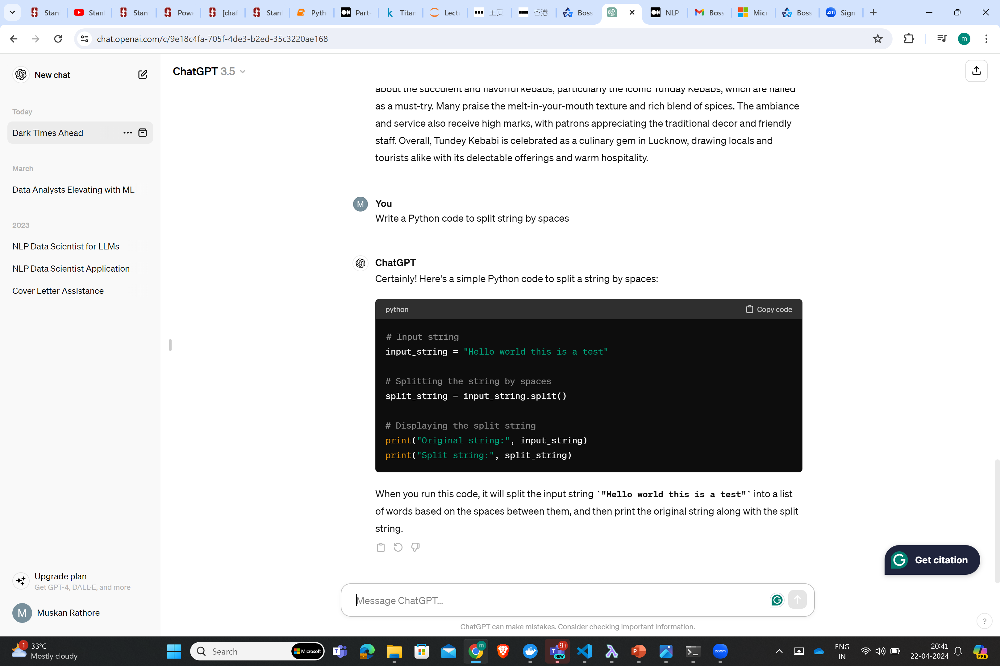 Stan
Stan
Stan
Pow
[draf
Stan
Pyth
Part-
Titan
Lectu
主页
香港
Boss
NLP
Boss
Micr
Boss
zm
Sign
chat.openai.com/c/9e18c4fa-705f-4de3-b2ed-35c3220ae168
m
New chat
Today
Dark Times Ahead
March
Data Analysts Elevating with ML
2023
NLP Data Scientist for LLMs
NLP Data Scientist Application
Cover Letter Assistance
Upgrade plan
Get GPT-4, DALL·E, and more
M
Muskan Rathore
ChatGPT 3.5
about the succulent and flavorful kebabs, particularly the iconic Tunday Kebabs, which are hailed
as a must-try. Many praise the melt-in-your-mouth texture and rich blend of spices. The ambiance
and service also receive high marks, with patrons appreciating the traditional decor and friendly
staff. Overall, Tundey Kebabi is celebrated as a culinary gem in Lucknow, drawing locals and
tourists alike with its delectable offerings and warm hospitality.
M
You
Write a Python code to split string by spaces
ChatGPT
Certainly! Here's a simple Python code to split a string by spaces:
python
Copy code
# Input string
input_string = "Hello world this is a test"
# Splitting the string by spaces
split_string = input_string.split()
# Displaying the split string
print("Original string:", input_string)
print("Split string:", split_string)
When you run this code, it will split the input string `"Hello world this is a test"` into a list
of words based on the spaces between them, and then print the original string along with the split
string.
Get citation
Message ChatGPT...
ChatGPT can make mistakes. Consider checking important information.
?
1
33°C
Mostly cloudy
Search
Microsoft
m
9+
NEW
zoom
ENG
IN
20:41
22-04-2024
PRE